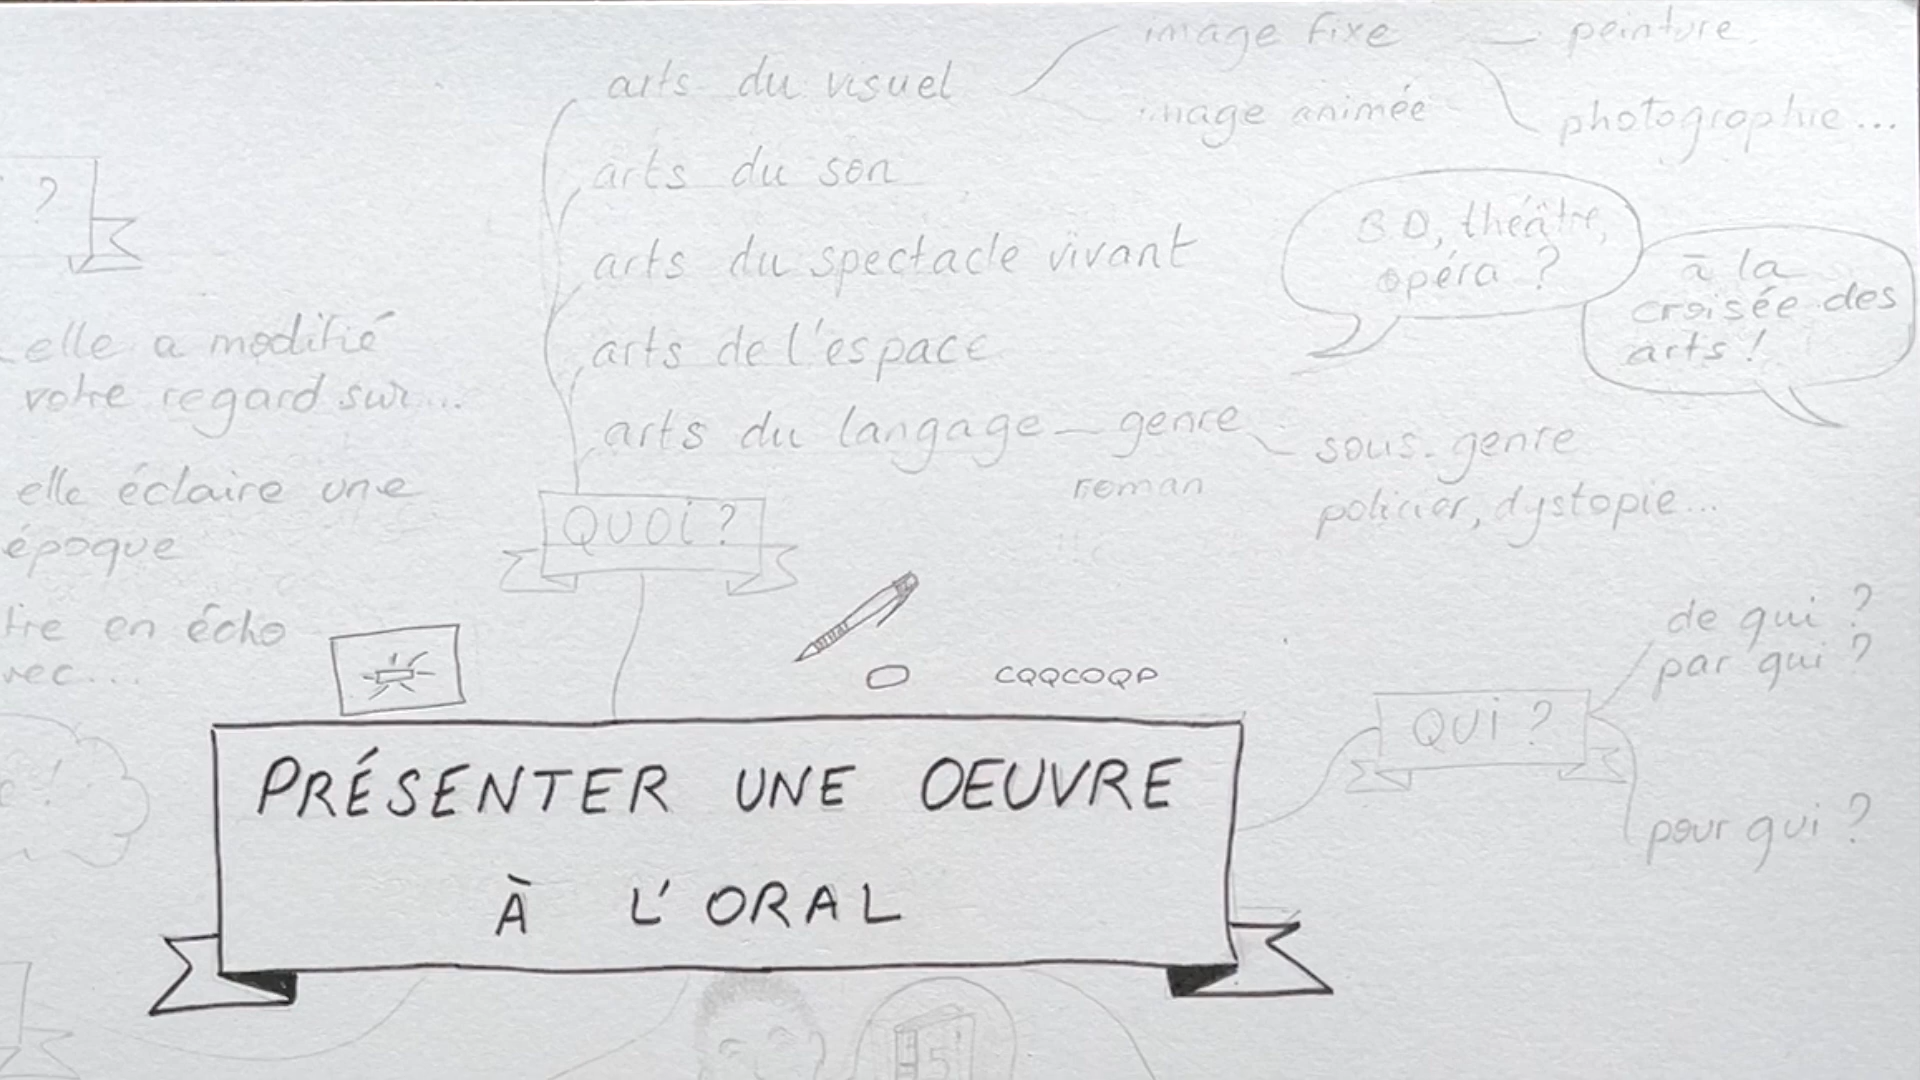 arts du visuel
image fixe
peinture
image animée
photographie...
arts du son
arts du spectacle vivant
arts de l'espace
arts du langage
genre
roman
sous-genre
policier, dystopie...
BD, théâtre,
opéra ?
à la
croisée des
arts !
QUOI ?
?
elle a modifié
votre regard sur...
elle éclaire une
époque
en écho
CQQCOQP
PRÉSENTER UNE OEUVRE
À L'ORAL
QUI ?
de qui ?
par qui ?
pour qui ?